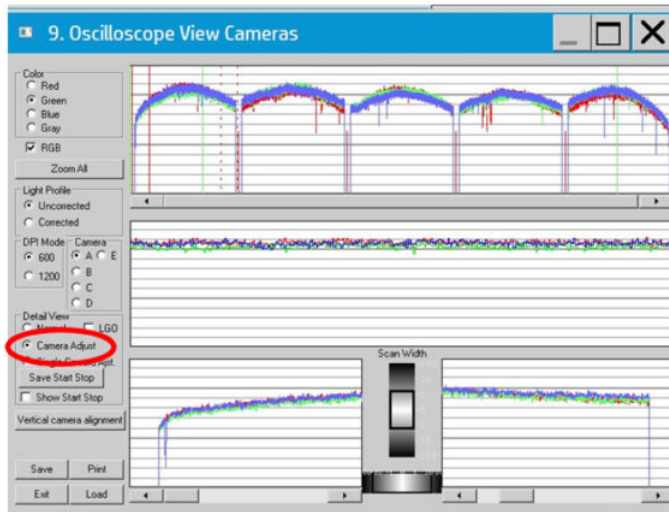 9. Oscilloscope View Cameras
Color
Red
Green
Blue
Gray
RGB
Zoom All
Light Profile
Uncorrected
Corrected
DPI Mode
Camera
600
A
E
1200
B
C
D
Detail View
Normal
LGO
Camera Adjust
Save Start Stop
Show Start Stop
Vertical camera alignment
Scan Width
Save
Print
Exit
Load